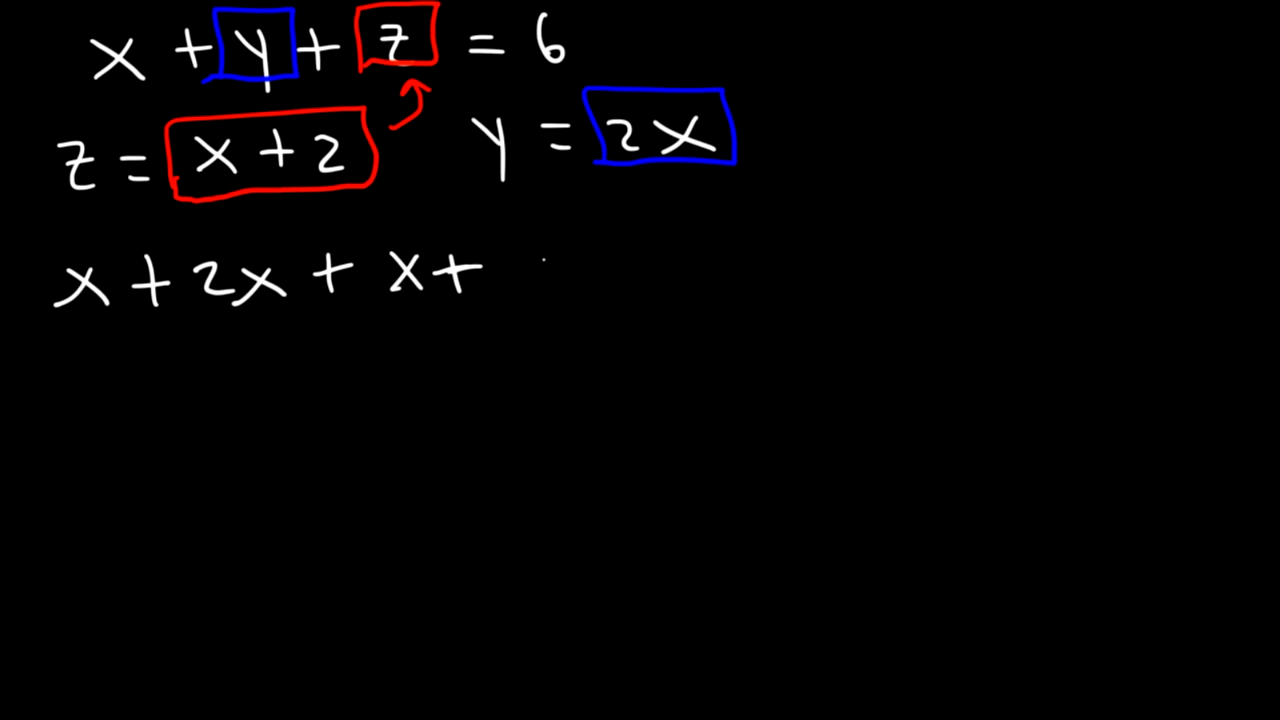 x + y + z = 6
z = x + 2 y = 2x
x + 2x + x +